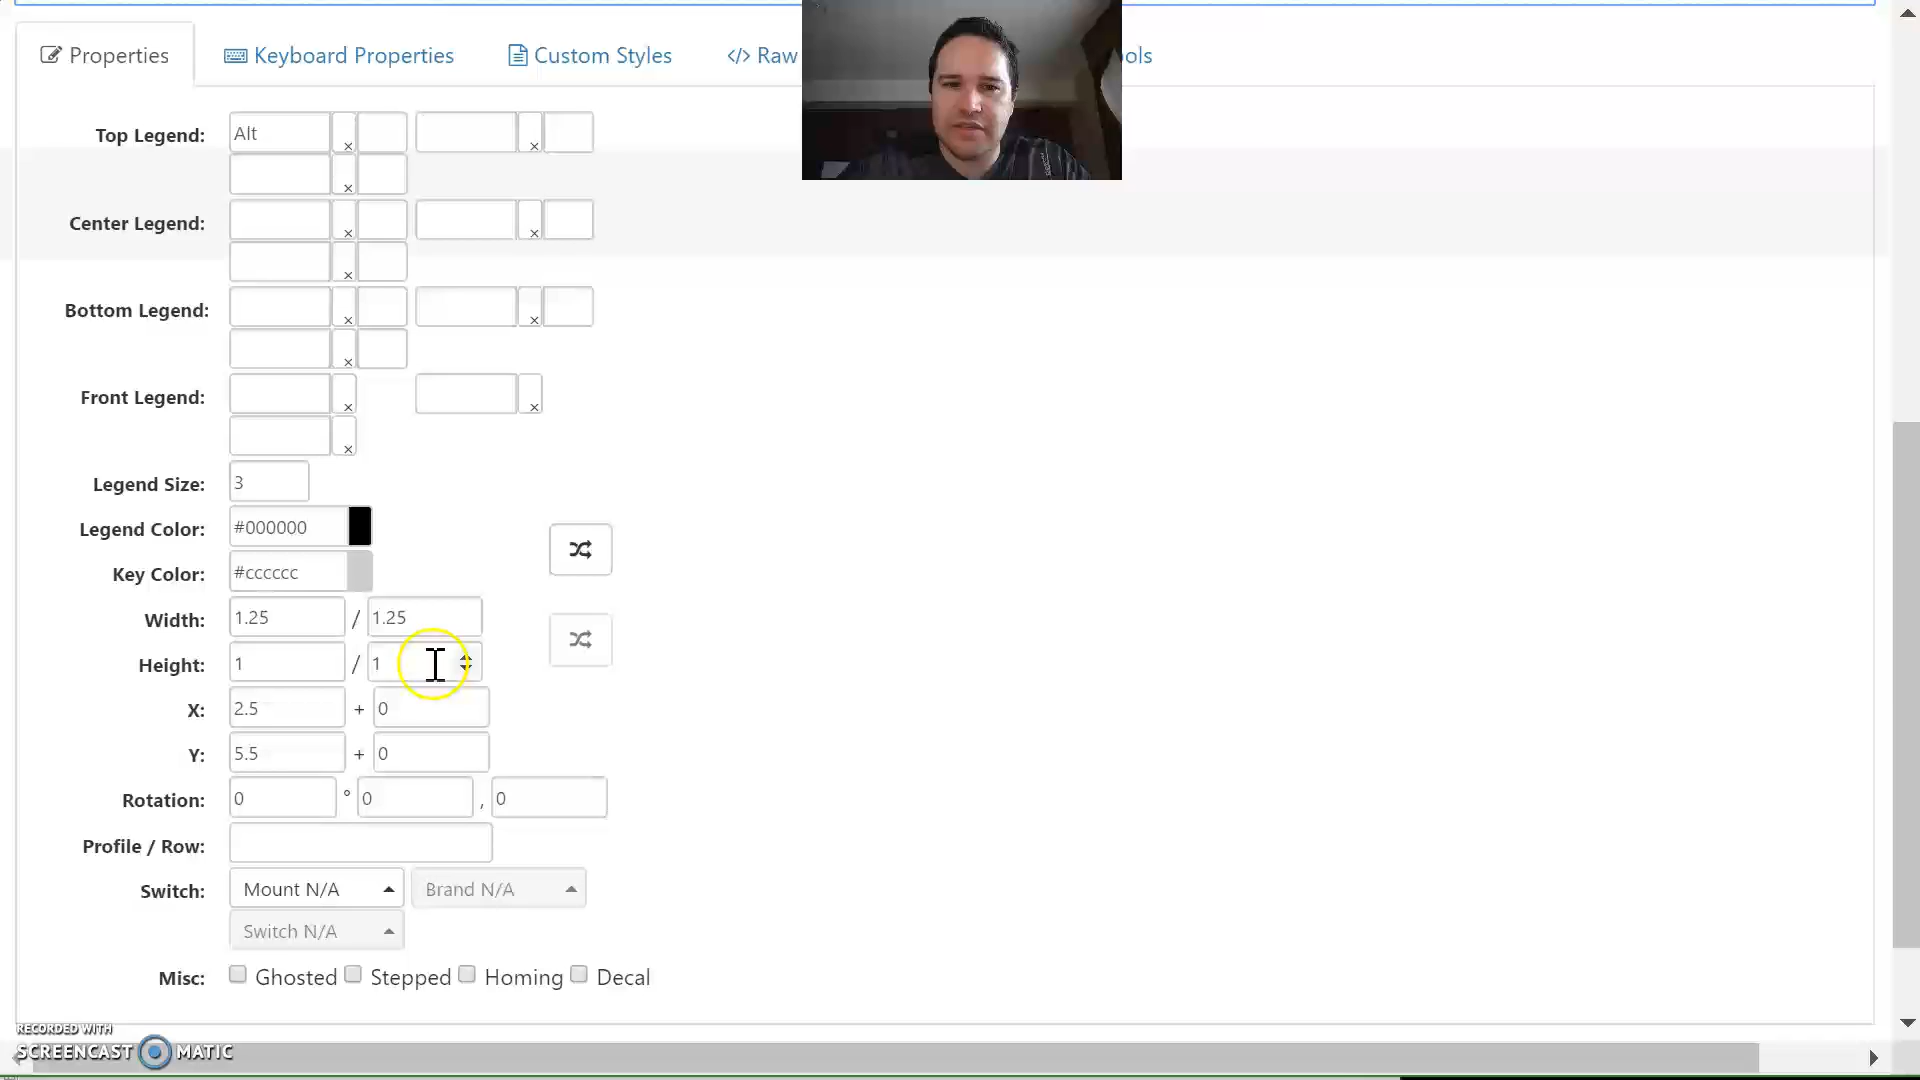 Properties Keyboard Properties Custom Styles </> Raw ols
Top Legend: Alt × ×
×
Center Legend: × ×
×
Bottom Legend: × ×
×
Front Legend: × ×
×
Legend Size: 3
Legend Color: #000000
Key Color: #cccccc
Width: 1.25 / 1.25
Height: 1 / 1
X: 2.5 + 0
Y: 5.5 + 0
Rotation: 0 ° 0 , 0
Profile / Row:
Switch: Mount N/A Brand N/A
Switch N/A
Misc: Ghosted Stepped Homing Decal
RECORDED WITH
SCREENCAST MATIC